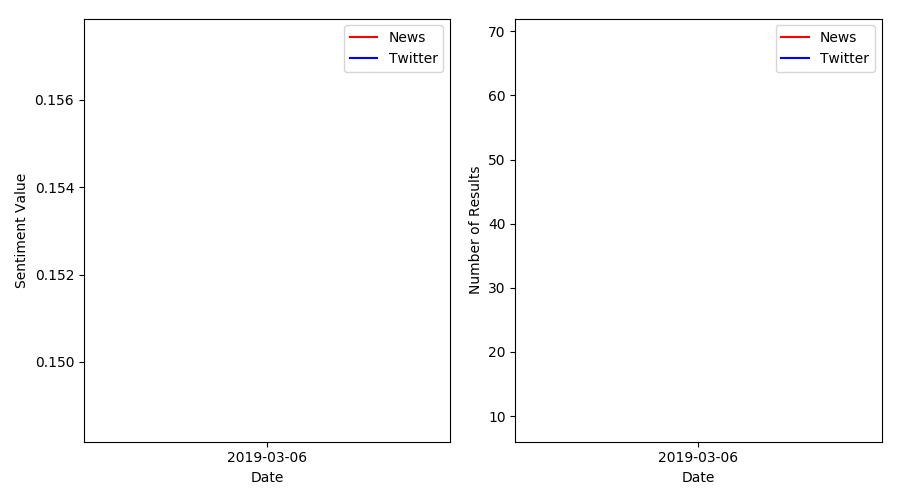 News
Twitter
0.156
0.154
0.152
0.150
Sentiment Value
2019-03-06
Date
News
Twitter
70
60
50
40
30
20
10
Number of Results
2019-03-06
Date